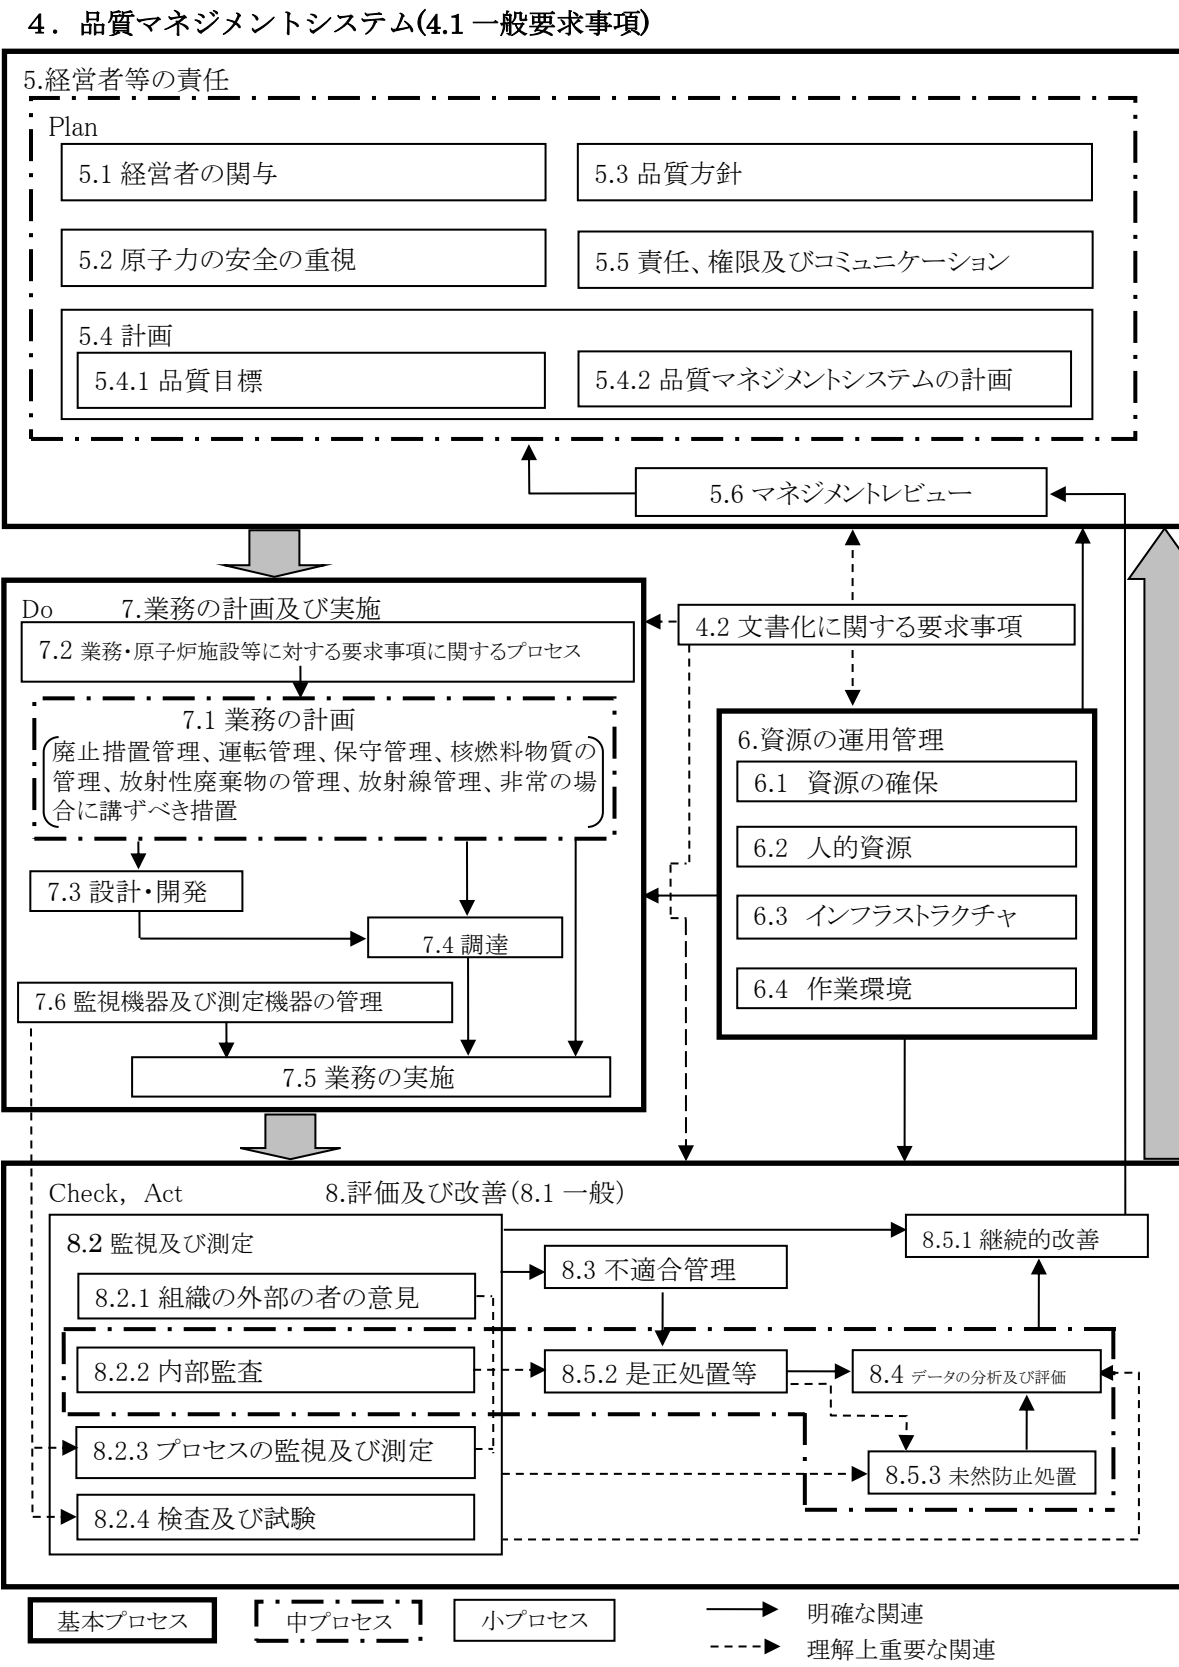 ４．品質マネジメントシステム(4.1 一般要求事項)
5.経営者等の責任
Plan
5.1 経営者の関与
5.3 品質方針
5.2 原子力の安全の重視
5.5 責任、権限及びコミュニケーション
5.4 計画
5.4.1 品質目標
5.4.2 品質マネジメントシステムの計画
5.6 マネジメントレビュー
Do 7.業務の計画及び実施
7.2 業務・原子炉施設等に対する要求事項に関するプロセス
7.1 業務の計画
廃止措置管理、運転管理、保守管理、核燃料物質の
管理、放射性廃棄物の管理、放射線管理、非常の場
合に講ずべき措置
7.3 設計・開発
7.4 調達
7.6 監視機器及び測定機器の管理
7.5 業務の実施
4.2 文書化に関する要求事項
6.資源の運用管理
6.1 資源の確保
6.2 人的資源
6.3 インフラストラクチャ
6.4 作業環境
Check, Act 8.評価及び改善(8.1 一般)
8.2 監視及び測定
8.2.1 組織の外部の者の意見
8.2.2 内部監査
8.2.3 プロセスの監視及び測定
8.2.4 検査及び試験
8.3 不適合管理
8.5.1 継続的改善
8.5.2 是正処置等
8.4 データの分析及び評価
8.5.3 未然防止処置
基本プロセス
中プロセス
小プロセス
明確な関連
理解上重要な関連